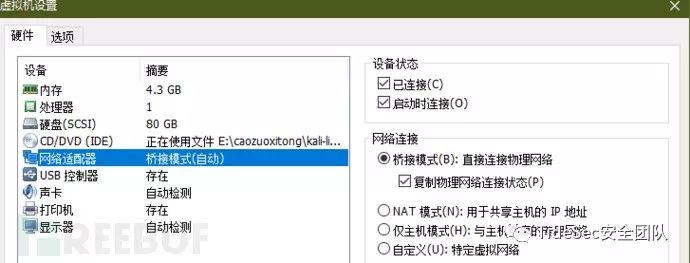 虚拟机设置
硬件 选项
设备 摘要
内存 4.3 GB
处理器 1
硬盘(SCSI) 80 GB
CD/DVD (IDE) 正在使用文件 E:\caozuoxitong\kali-li...
网络适配器 桥接模式(自动)
USB 控制器 存在
声卡 自动检测
打印机 存在
显示器 自动检测
设备状态
已连接(C)
启动时连接(O)
网络连接
桥接模式(B): 直接连接物理网络
复制物理网络连接状态(P)
NAT 模式(N): 用于共享主机的 IP 地址
仅主机模式(H): 与主机
自定义(U): 特定虚拟网络
REEBUF
TideSec安全团队